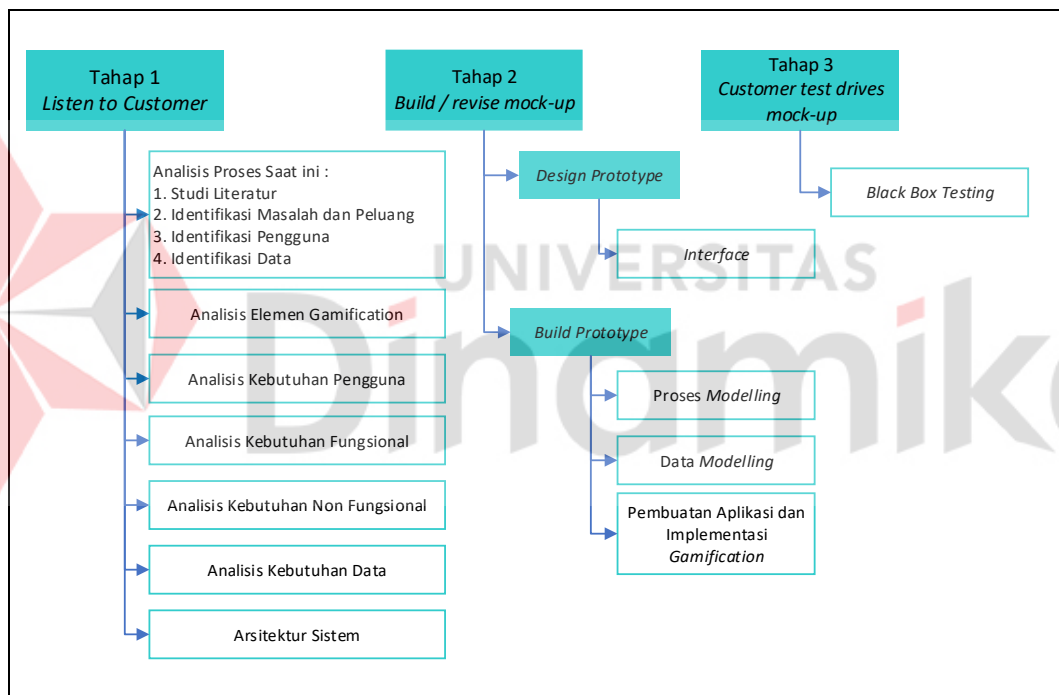 Tahap 1
Listen to Customer
Analisis Proses Saat ini :
1. Studi Literatur
2. Identifikasi Masalah dan Peluang
3. Identifikasi Pengguna
4. Identifikasi Data
Analisis Elemen Gamification
Analisis Kebutuhan Pengguna
Analisis Kebutuhan Fungsional
Analisis Kebutuhan Non Fungsional
Analisis Kebutuhan Data
Arsitektur Sistem
Tahap 2
Build / revise mock-up
Design Prototype
Interface
Build Prototype
Proses Modelling
Data Modelling
Pembuatan Aplikasi dan
Implementasi
Gamification
Tahap 3
Customer test drives
mock-up
Black Box Testing
UNIVERSITAS
Dinamika